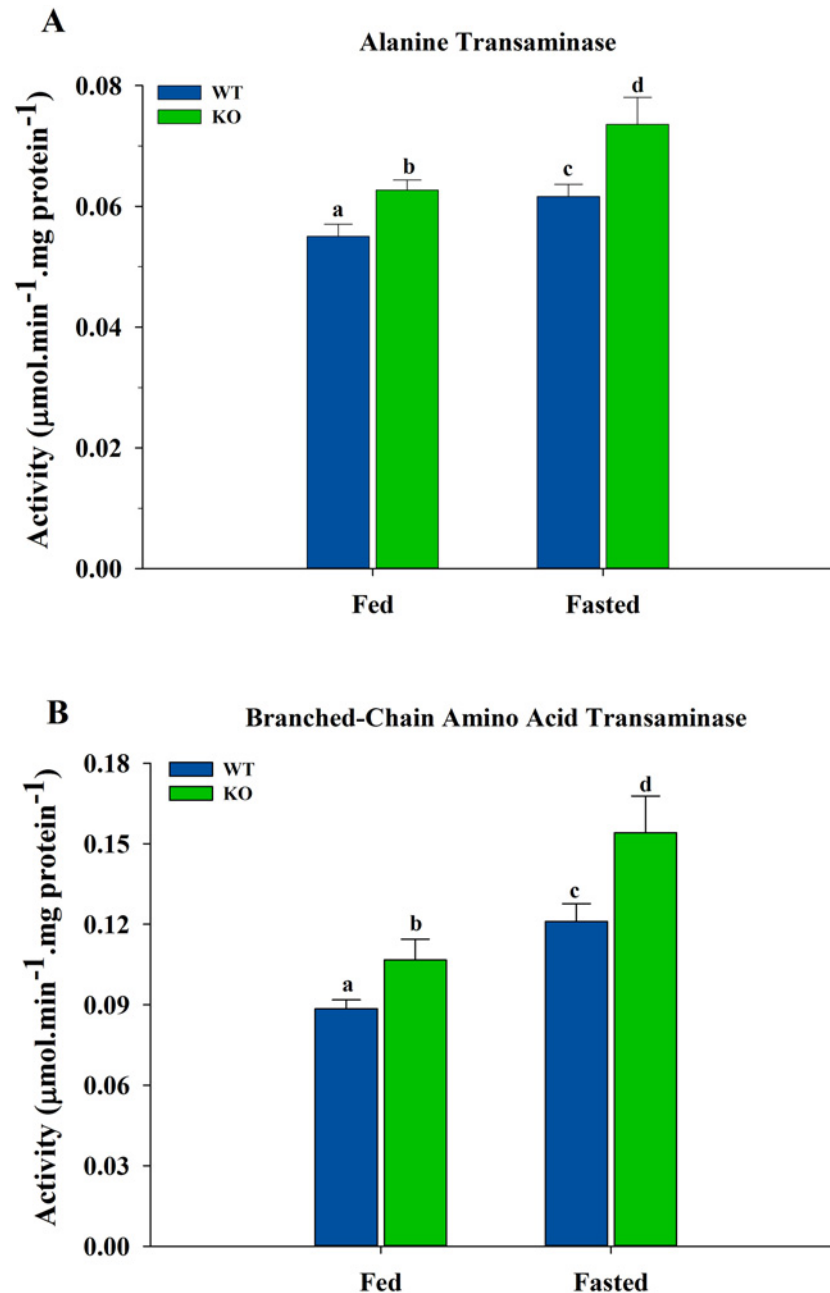 A
Alanine Transaminase
WT
KO
Activity (μmol.min⁻¹.mg protein⁻¹)
0.08
0.06
0.04
0.02
0.00
a
b
c
d
Fed
Fasted
B
Branched-Chain Amino Acid Transaminase
WT
KO
Activity (μmol.min⁻¹.mg protein⁻¹)
0.18
0.15
0.12
0.09
0.06
0.03
0.00
a
b
c
d
Fed
Fasted